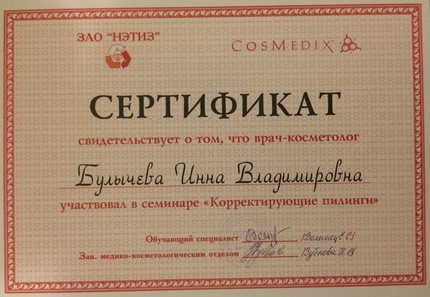 ЗАО "НЭТИЗ"
COSMEDIX
СЕРТИФИКАТ
свидетельствует о том, что врач-косметолог
Булычева Инна Владимировна
участвовал в семинаре «Корректирующие пилинги»
Обучающий специалист
Зав. медико-косметологическим отделом